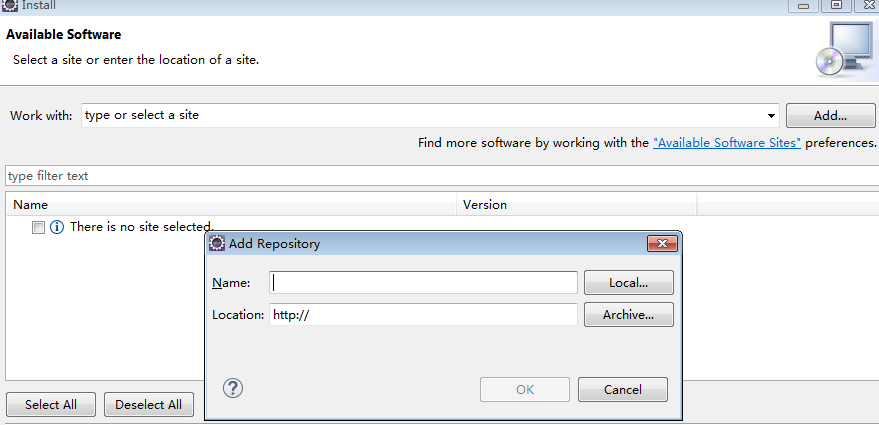 Install
Available Software
Select a site or enter the location of a site.
Work with: type or select a site Add...
Find more software by working with the "Available Software Sites" preferences.
type filter text
Name Version
There is no site selected.
Add Repository
Name: Local...
Location: http:// Archive...
? OK Cancel
Select All Deselect All